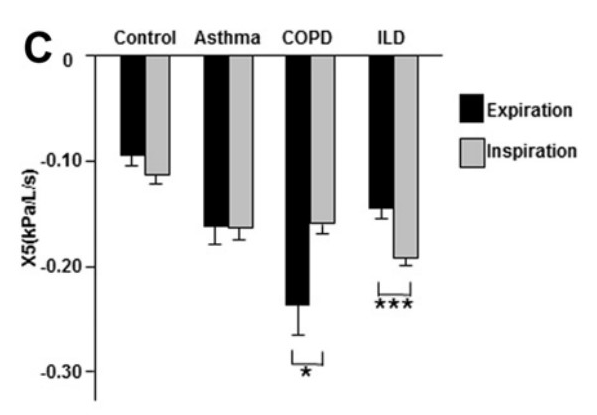 C
Control Asthma COPD ILD
0
-0.10
-0.20
-0.30
X5(kPa/L/s)
Expiration
Inspiration
*
***